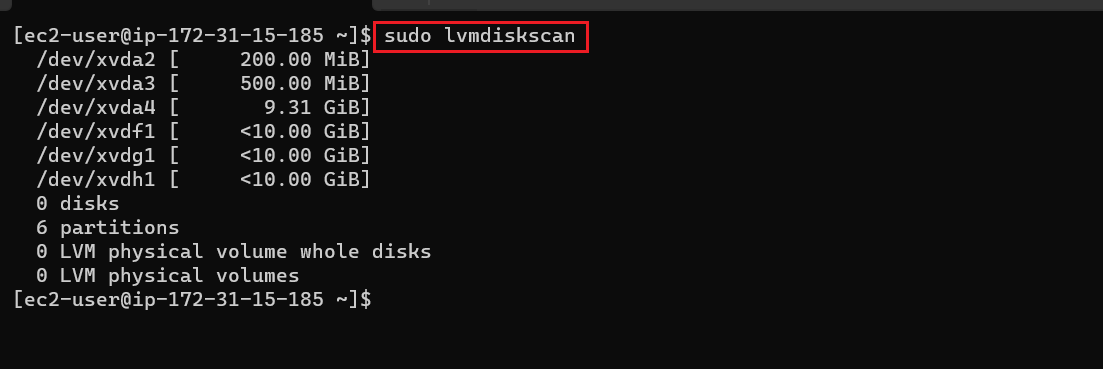 [ec2-user@ip-172-31-15-185 ~]$ sudo lvmdiskscan
  /dev/xvda2 [     200.00 MiB]
  /dev/xvda3 [     500.00 MiB]
  /dev/xvda4 [       9.31 GiB]
  /dev/xvdf1 [     <10.00 GiB]
  /dev/xvdg1 [     <10.00 GiB]
  /dev/xvdh1 [     <10.00 GiB]
  0 disks
  6 partitions
  0 LVM physical volume whole disks
  0 LVM physical volumes
[ec2-user@ip-172-31-15-185 ~]$